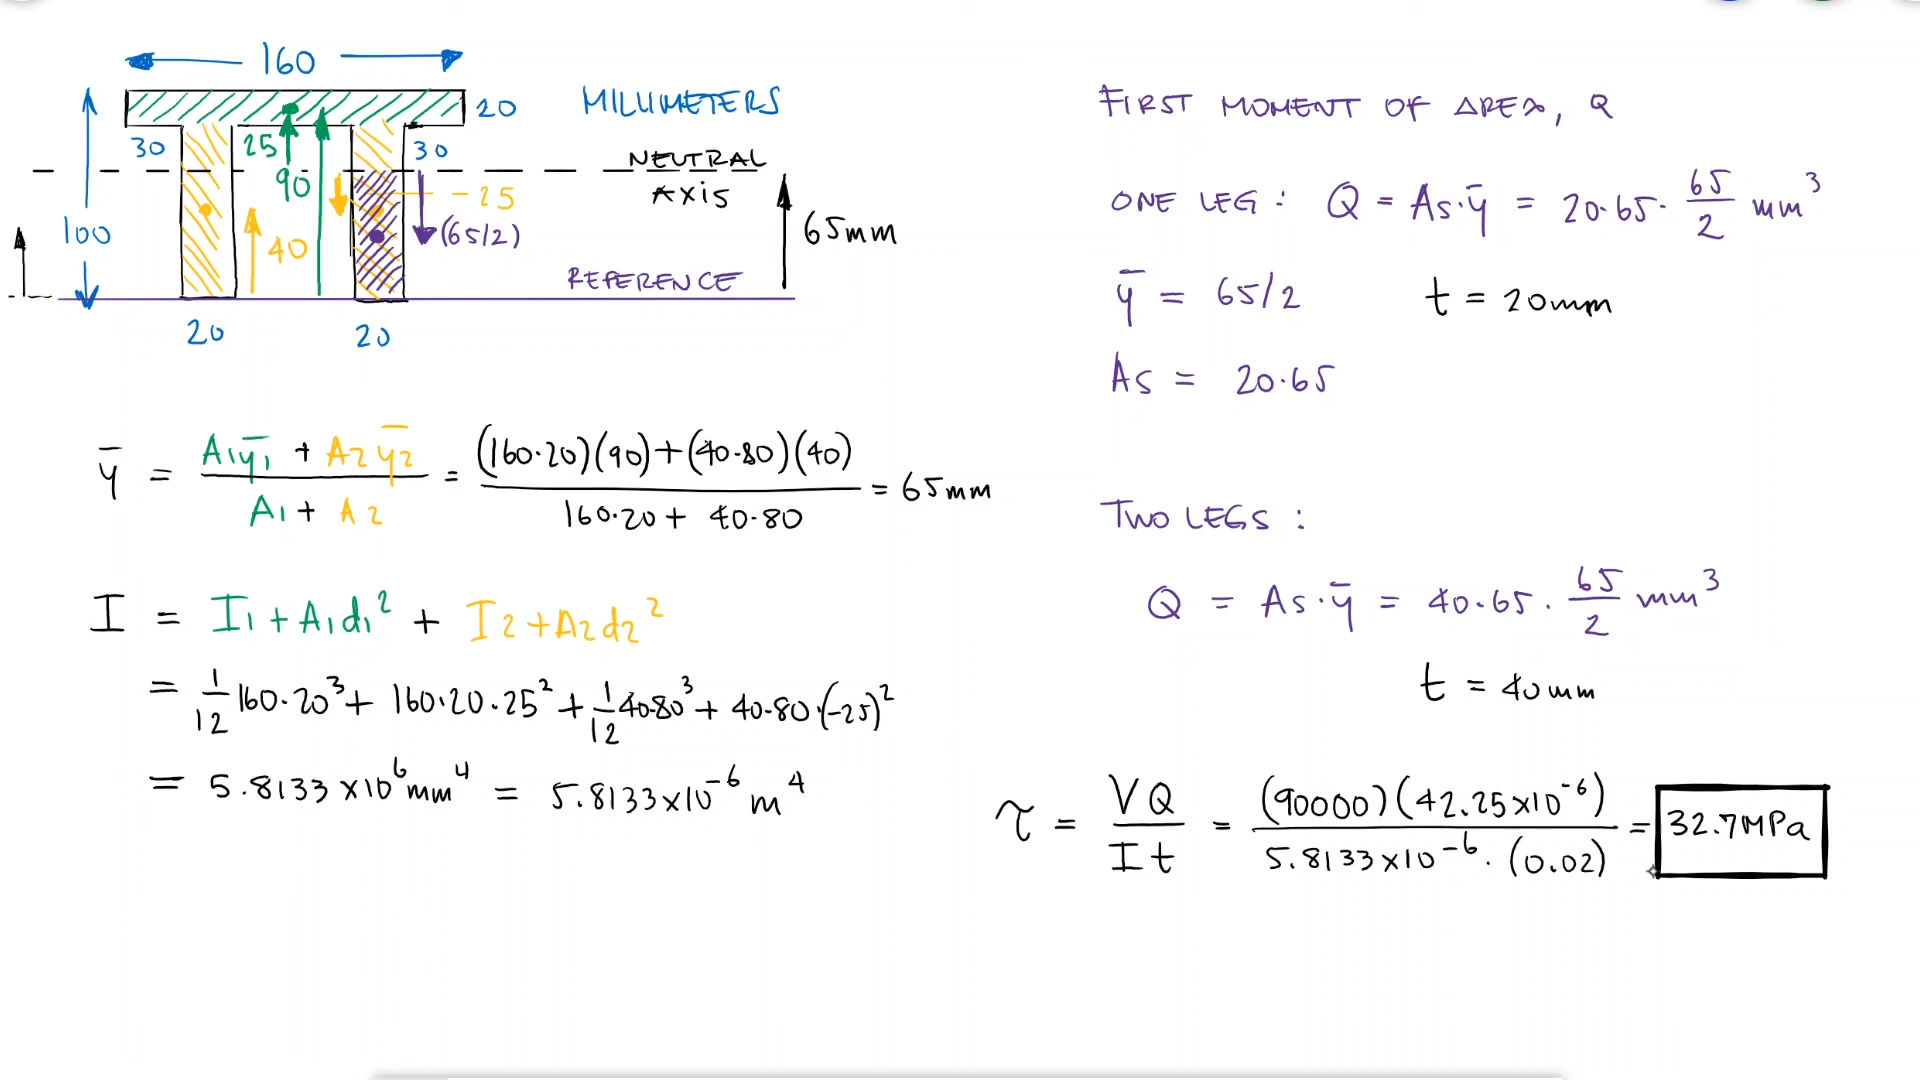 160
20
MILLIMETERS
30
25
30
NEUTRAL
AXIS
90
-25
100
40
(65/2)
65mm
REFERENCE
20
20
ȳ = A1ȳ1 + A2ȳ2 / A1 + A2 = (160·20)(90)+(40·80)(40) / 160·20 + 40·80 = 65mm
I = I1+A1d1² + I2+A2d2²
= 1/12 160·20³ + 160·20·25² + 1/12 40·80³ + 40·80·(-25)²
= 5.8133x10⁶ mm⁴ = 5.8133x10⁻⁶ m⁴
FIRST MOMENT OF AREA, Q
ONE LEG: Q = As·ȳ = 20·65· 65/2 mm³
ȳ = 65/2 t = 20mm
As = 20·65
TWO LEGS:
Q = As·ȳ = 40·65· 65/2 mm³
t = 40mm
τ = VQ / It = (90000)(42.25x10⁻⁶) / 5.8133x10⁻⁶·(0.02) = 32.7MPa